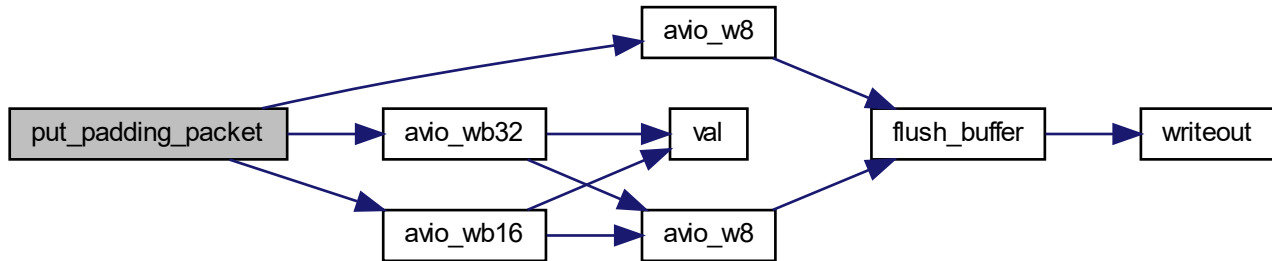 avio_w8
put_padding_packet
avio_wb32
val
flush_buffer
writeout
avio_wb16
avio_w8